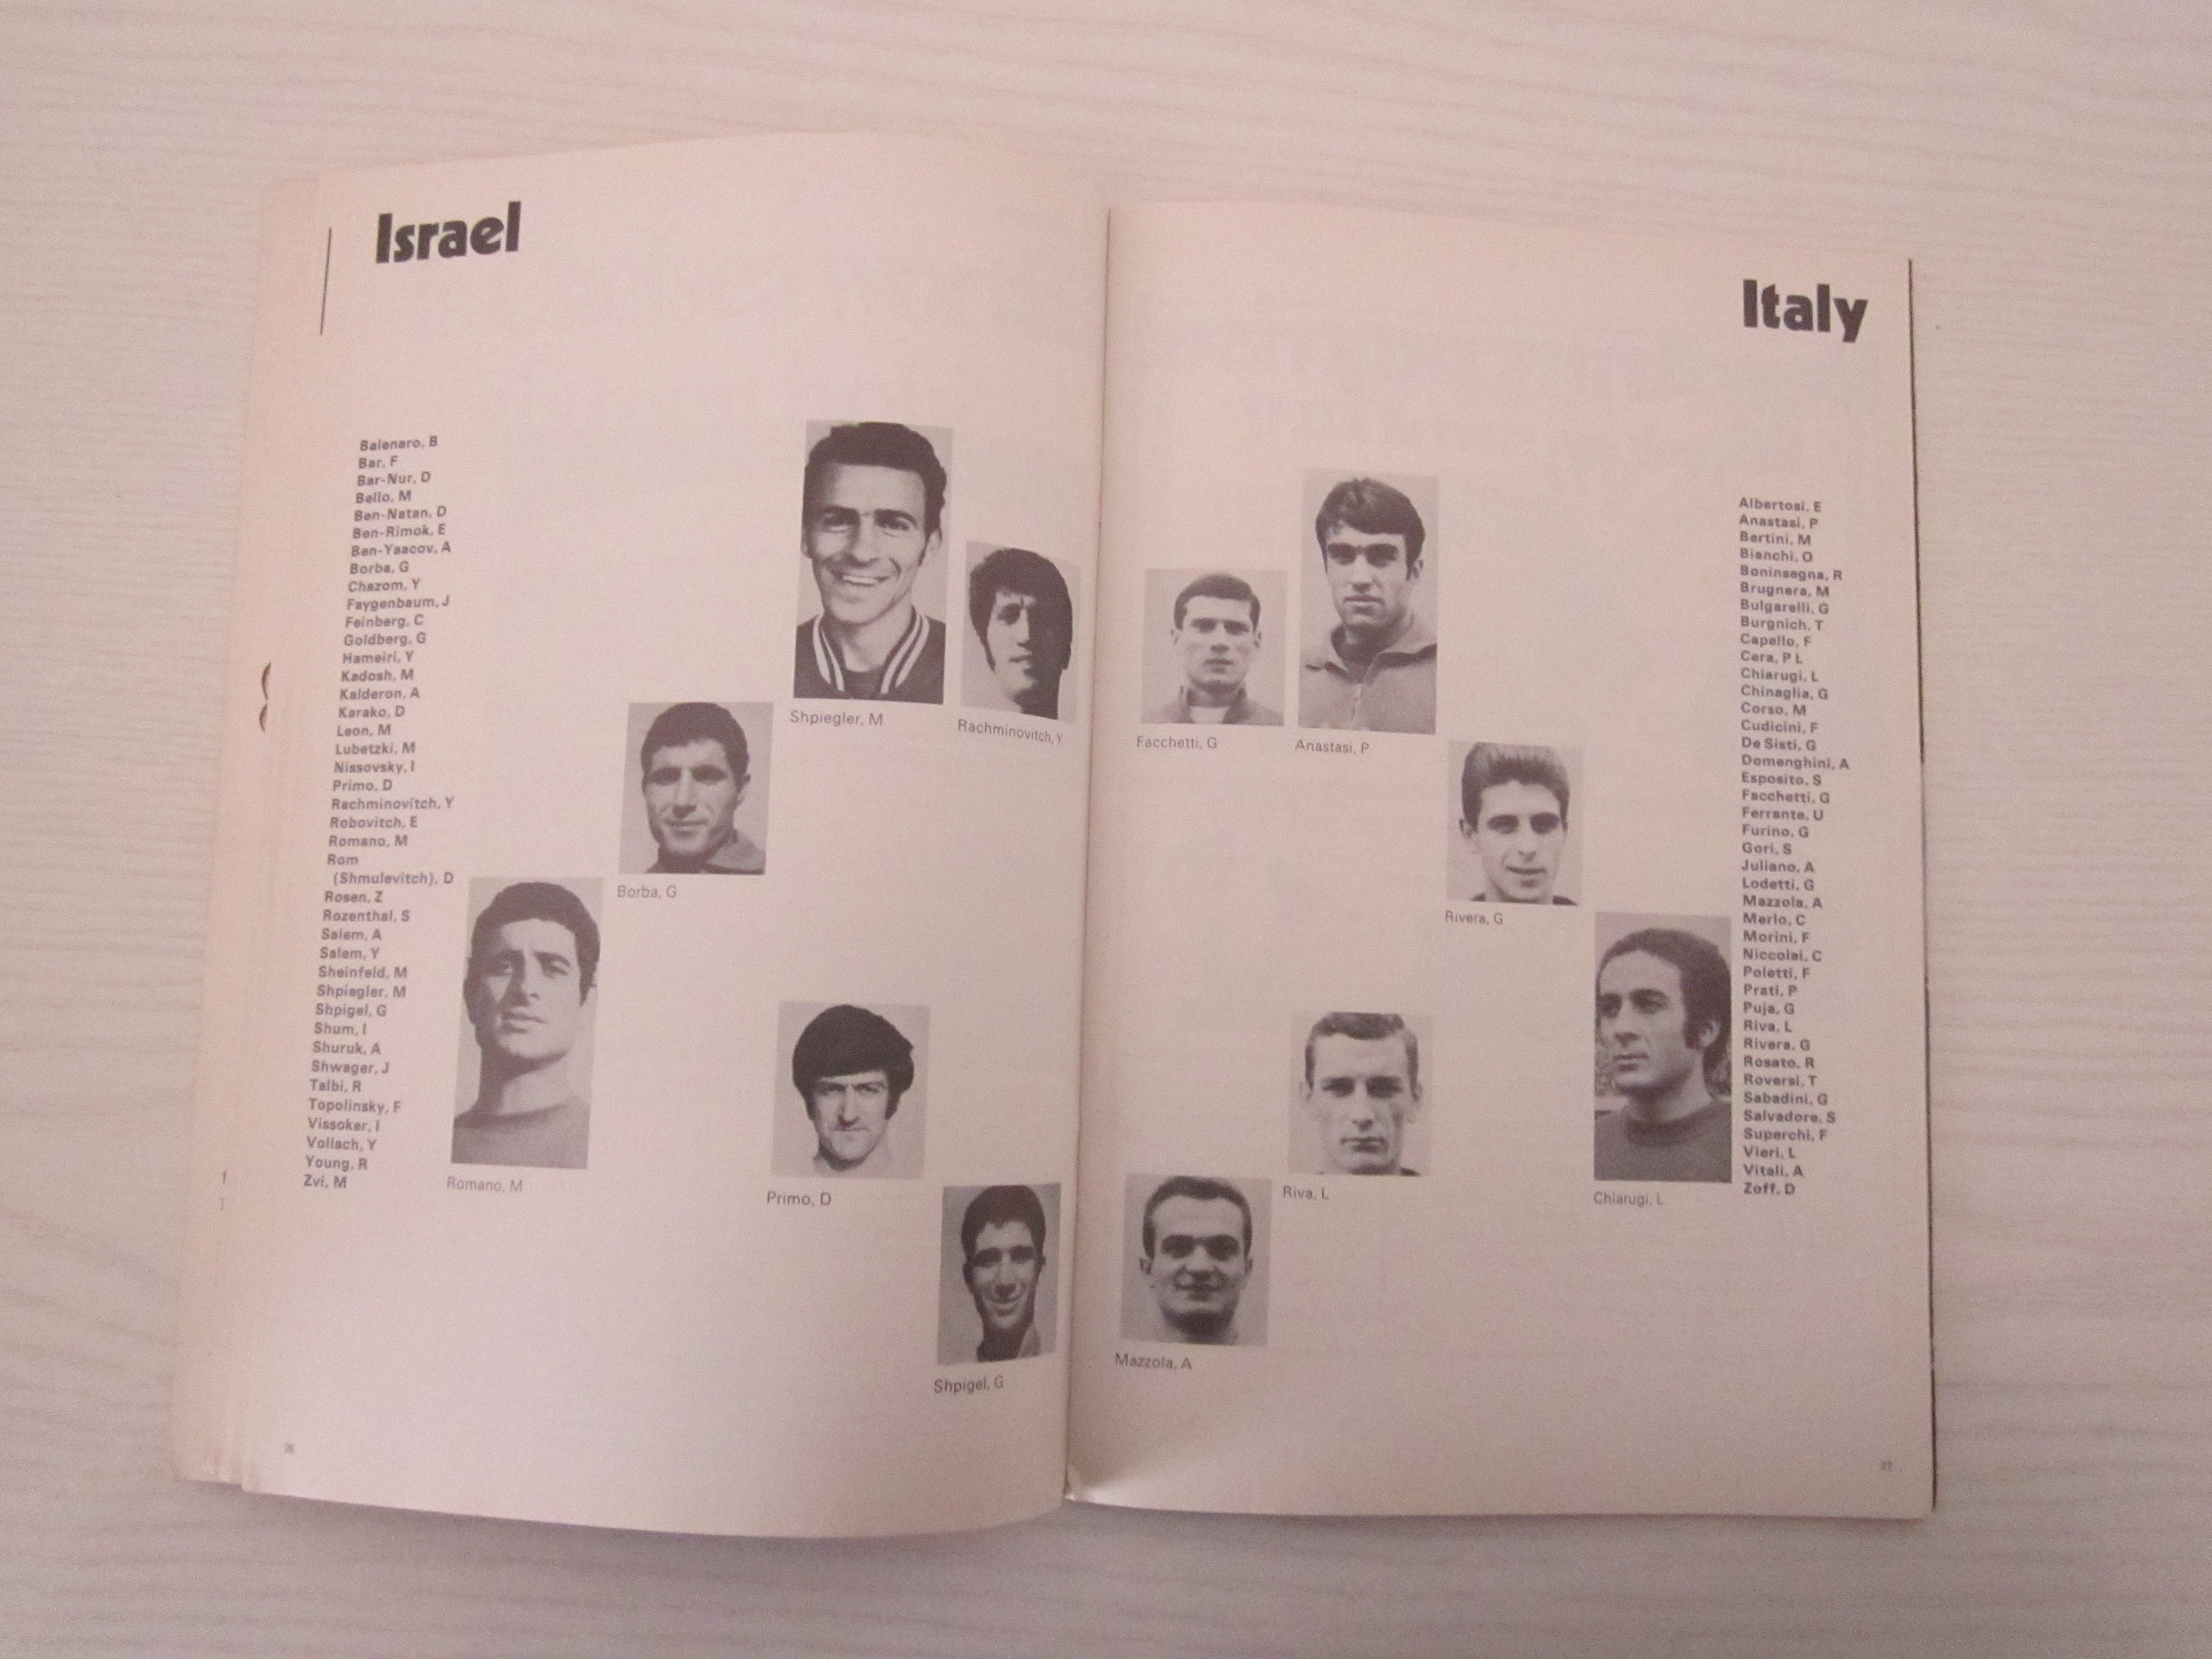 Israel
Balenaro, B
Bar, F
Bar-Nur, D
Bello, M
Ben-Natan, D
Ben-Rimok, E
Ben-Yaacov, A
Borba, G
Chazom, Y
Faygenbaum, J
Feinberg, C
Goldberg, G
Hameiri, Y
Kadosh, M
Kalderon, A
Karako, D
Leon, M
Lubetzki, M
Nissovsky, I
Primo, D
Rachminovitch, Y
Robovitch, E
Romano, M
Rom
(Shmulevitch), D
Rosen, Z
Rozenthal, S
Salem, A
Salem, Y
Sheinfeld, M
Shpiegler, M
Shpigel, G
Shum, I
Shuruk, A
Shwager, J
Talbi, R
Topolinsky, F
Vissoker, I
Vollach, Y
Young, R
Zvi, M
Shpiegler, M
Rachminovitch, Y
Borba, G
Romano, M
Primo, D
Shpigel, G
26
Italy
Facchetti, G
Anastasi, P
Rivera, G
Riva, L
Chiarugi, L
Mazzola, A
Albertosi, E
Anastasi, P
Bertini, M
Bianchi, O
Boninsegna, R
Brugnera, M
Bulgarelli, G
Burgnich, T
Capello, F
Cera, P L
Chiarugi, L
Chinaglia, G
Corso, M
Cudicini, F
De Sisti, G
Domenghini, A
Esposito, S
Facchetti, G
Ferrante, U
Furino, G
Gori, S
Juliano, A
Lodetti, G
Mazzola, A
Merlo, C
Morini, F
Niccolai, C
Poletti, F
Prati, P
Puja, G
Riva, L
Rivera, G
Rosato, R
Roversi, T
Sabadini, G
Salvadore, S
Superchi, F
Vieri, L
Vitali, A
Zoff, D
27